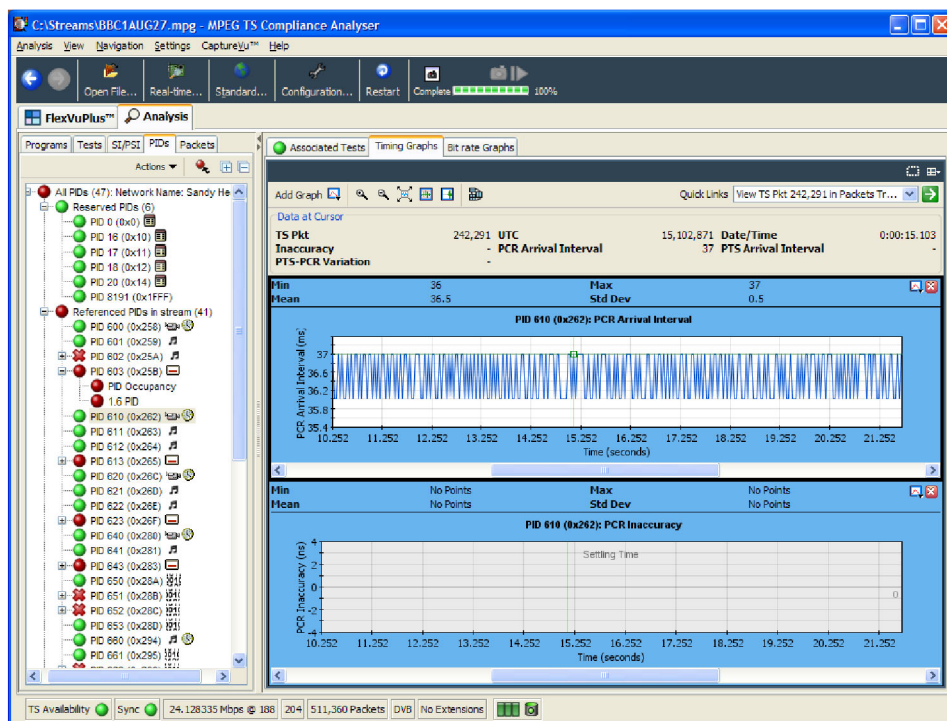 C:\Streams\BBC1AUG27.mpg - MPEG TS Compliance Analyser
Analysis View Navigation Settings CaptureVu™ Help
Open File... Real-time... Standard... Configuration... Restart Complete 100%
FlexVuPlus™ Analysis
Programs Tests SI/PSI PIDs Packets
Actions
All PIDs (47): Network Name: Sandy He
Reserved PIDs (6)
PID 0 (0x0)
PID 16 (0x10)
PID 17 (0x11)
PID 18 (0x12)
PID 20 (0x14)
PID 8191 (0x1FFF)
Referenced PIDs in stream (41)
PID 600 (0x258)
PID 601 (0x259)
PID 602 (0x25A)
PID 603 (0x25B)
PID Occupancy
1.6 PID
PID 610 (0x262)
PID 611 (0x263)
PID 612 (0x264)
PID 613 (0x265)
PID 620 (0x26C)
PID 621 (0x26D)
PID 622 (0x26E)
PID 623 (0x26F)
PID 640 (0x280)
PID 641 (0x281)
PID 643 (0x283)
PID 650 (0x28A)
PID 651 (0x28B)
PID 652 (0x28C)
PID 653 (0x28D)
PID 660 (0x294)
PID 661 (0x295)
Associated Tests Timing Graphs Bit rate Graphs
Add Graph Quick Links View TS Pkt 242,291 in Packets Tr...
Data at Cursor
TS Pkt 242,291 UTC 15,102,871 Date/Time 0:00:15.103
Inaccuracy - PCR Arrival Interval 37 PTS Arrival Interval -
PTS-PCR Variation -
Min 36 Max 37
Mean 36.5 Std Dev 0.5
PID 610 (0x262): PCR Arrival Interval
PCR Arrival Interval (ms)
37
36.6
36.2
35.8
35.4
10.252 11.252 12.252 13.252 14.252 15.252 16.252 17.252 18.252 19.252 20.252 21.252
Time (seconds)
Min No Points Max No Points
Mean No Points Std Dev No Points
PID 610 (0x262): PCR Inaccuracy
PCR Inaccuracy (ns)
4
2
0
-2
-4
Settling Time
0
10.252 11.252 12.252 13.252 14.252 15.252 16.252 17.252 18.252 19.252 20.252 21.252
Time (seconds)
TS Availability Sync 24.128335 Mbps @ 188 204 511,360 Packets DVB No Extensions